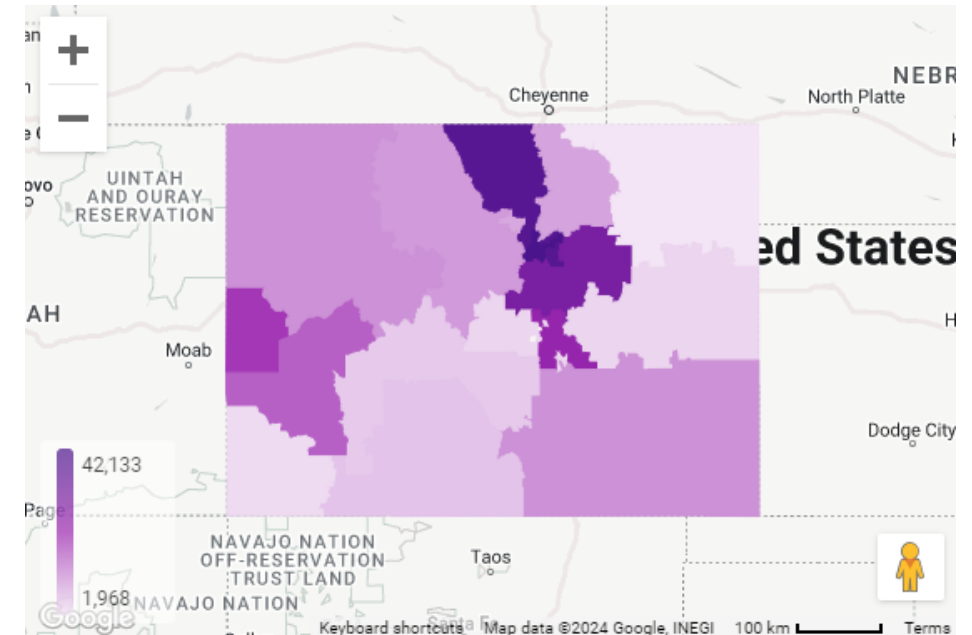 +
−
Cheyenne
North Platte
NEBR
UINTAH
AND OURAY
RESERVATION
ovo
ed States
AH
Moab
Dodge City
42,133
Page
NAVAJO NATION
OFF-RESERVATION
TRUST LAND
Taos
1,968
NAVAJO NATION
Google
Santa Fe
Keyboard shortcuts
Map data ©2024 Google, INEGI
100 km
Terms